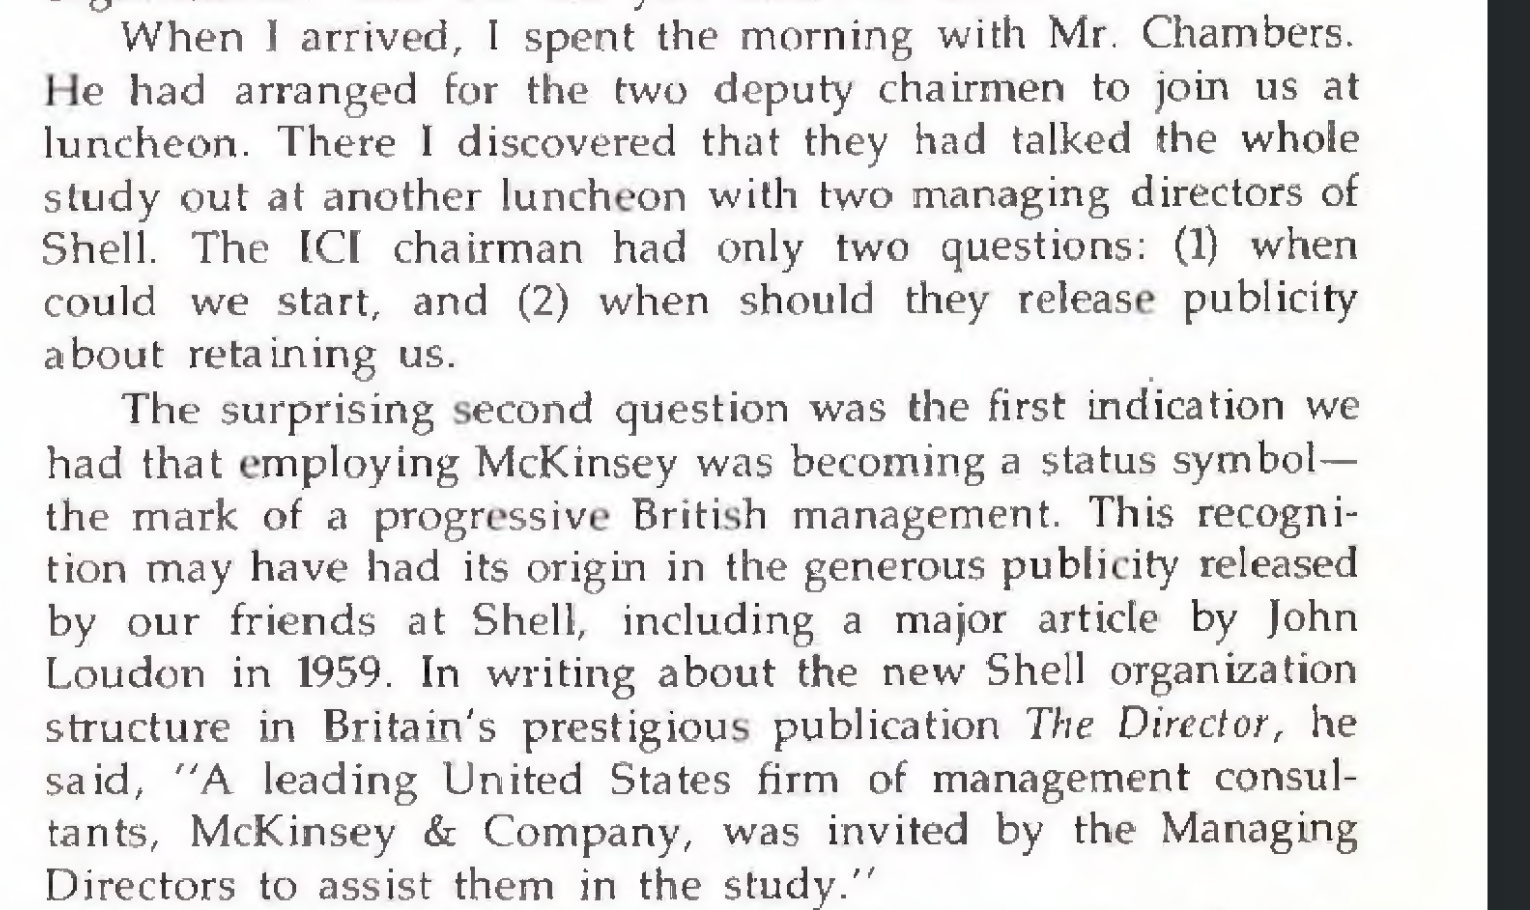 When I arrived, I spent the morning with Mr. Chambers.
He had arranged for the two deputy chairmen to join us at
luncheon. There I discovered that they had talked the whole
study out at another luncheon with two managing directors of
Shell. The ICI chairman had only two questions: (1) when
could we start, and (2) when should they release publicity
about retaining us.
The surprising second question was the first indication we
had that employing McKinsey was becoming a status symbol—
the mark of a progressive British management. This recogni-
tion may have had its origin in the generous publicity released
by our friends at Shell, including a major article by John
Loudon in 1959. In writing about the new Shell organization
structure in Britain's prestigious publication The Director, he
said, "A leading United States firm of management consul-
tants, McKinsey & Company, was invited by the Managing
Directors to assist them in the study."